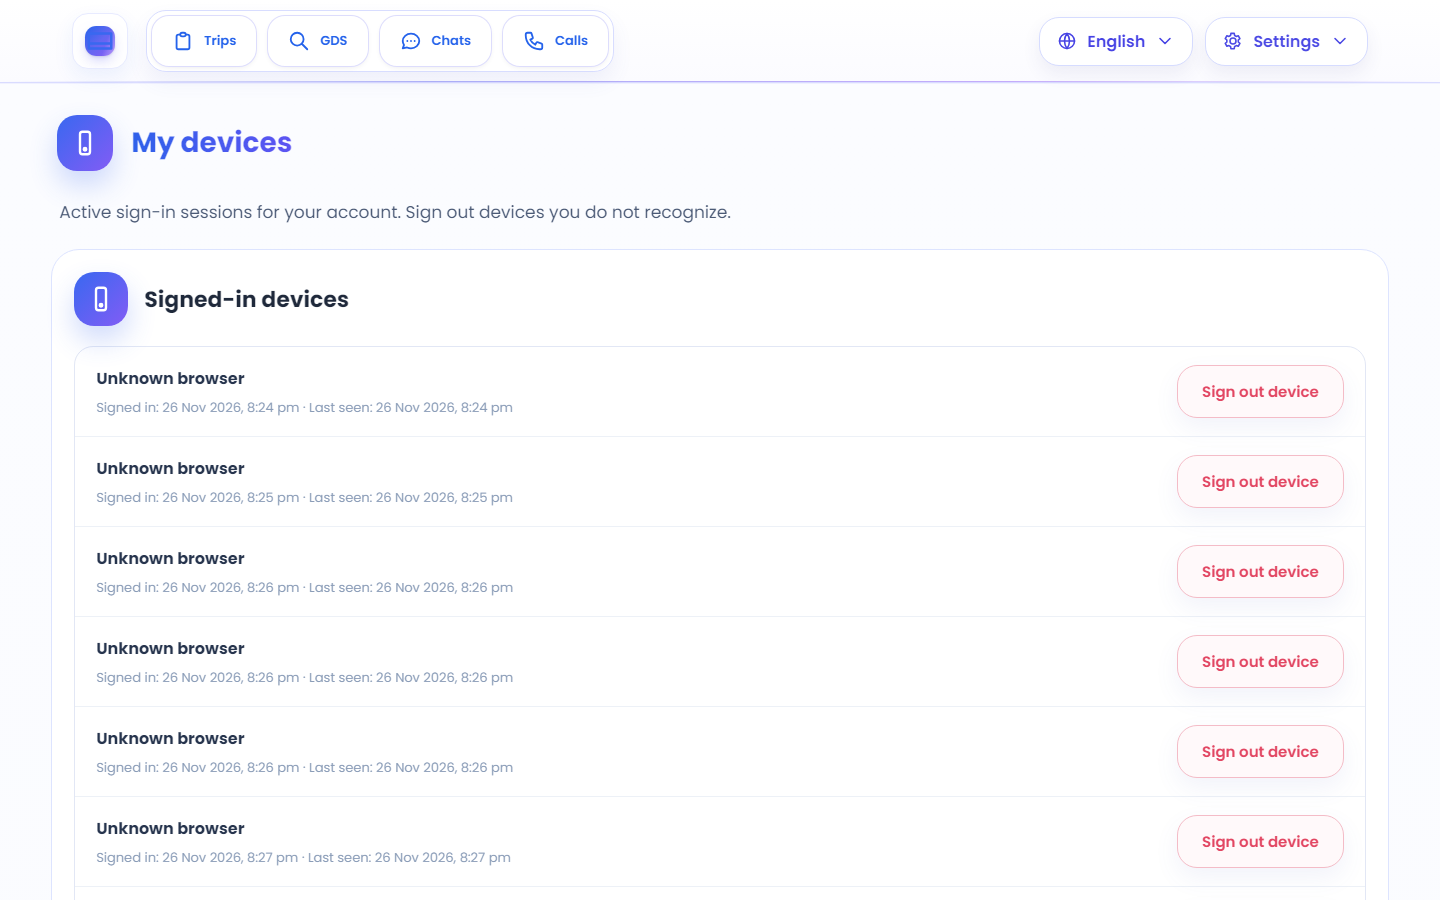 Trips
GDS
Chats
Calls
English
Settings
My devices
Active sign-in sessions for your account. Sign out devices you do not recognize.
Signed-in devices
Unknown browser
Signed in: 26 Nov 2026, 8:24 pm · Last seen: 26 Nov 2026, 8:24 pm
Sign out device
Unknown browser
Signed in: 26 Nov 2026, 8:25 pm · Last seen: 26 Nov 2026, 8:25 pm
Sign out device
Unknown browser
Signed in: 26 Nov 2026, 8:26 pm · Last seen: 26 Nov 2026, 8:26 pm
Sign out device
Unknown browser
Signed in: 26 Nov 2026, 8:26 pm · Last seen: 26 Nov 2026, 8:26 pm
Sign out device
Unknown browser
Signed in: 26 Nov 2026, 8:26 pm · Last seen: 26 Nov 2026, 8:26 pm
Sign out device
Unknown browser
Signed in: 26 Nov 2026, 8:27 pm · Last seen: 26 Nov 2026, 8:27 pm
Sign out device